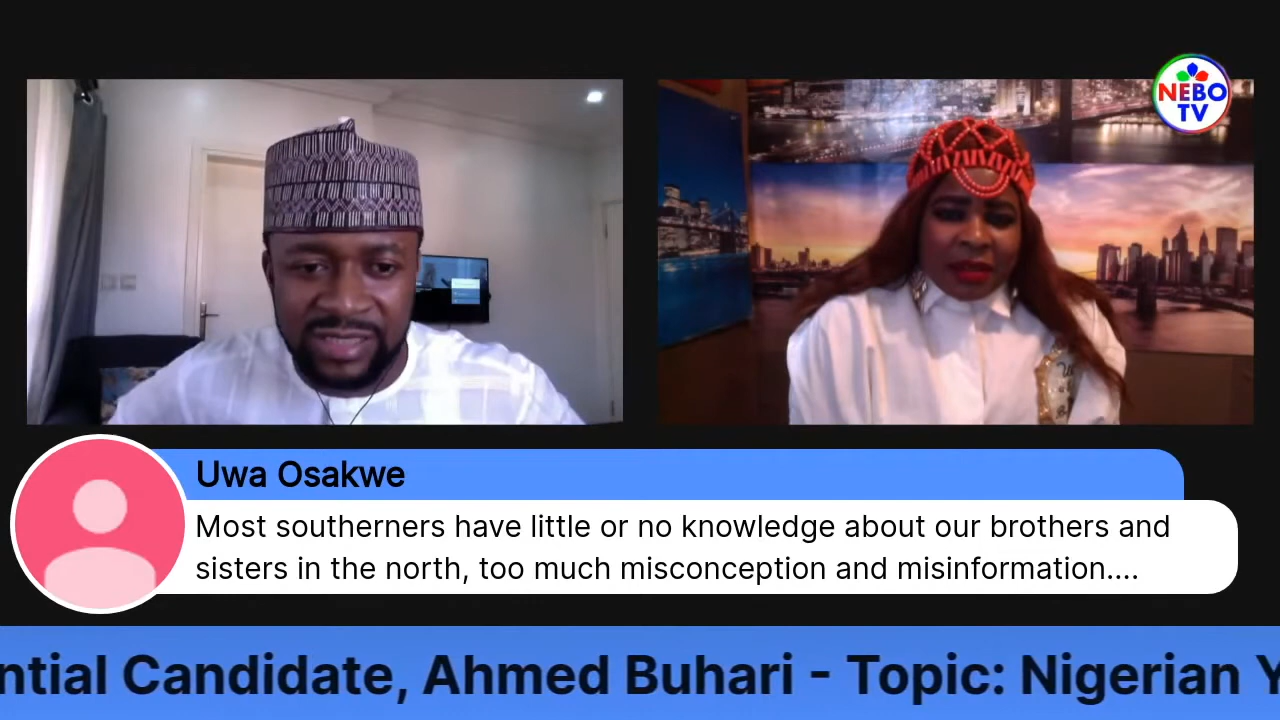 NEBO
TV
Uwa Osakwe
Most southerners have little or no knowledge about our brothers and
sisters in the north, too much misconception and misinformation....
ntial Candidate, Ahmed Buhari - Topic: Nigerian Y